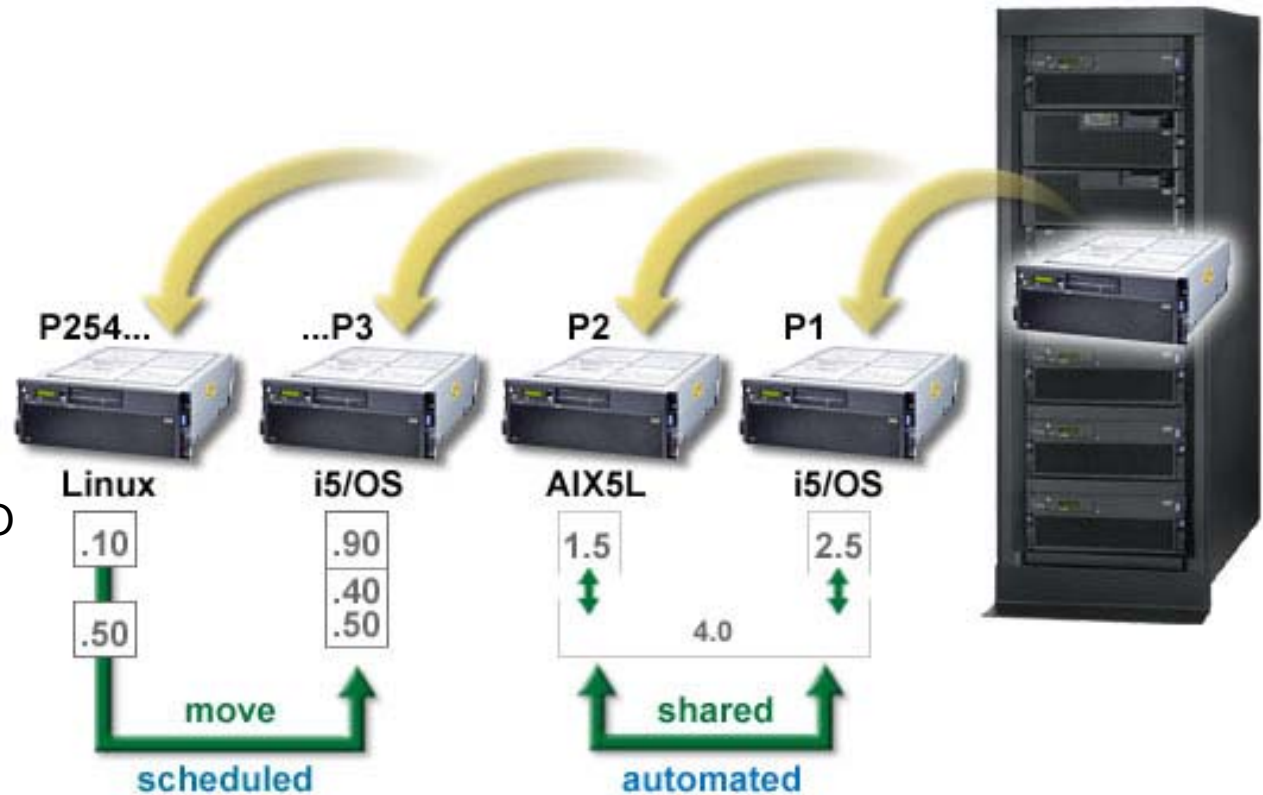 P254... ...P3 P2 P1
Linux i5/OS AIX5L i5/OS
.10 .90 1.5 2.5
.40
.50 .50 4.0
move shared
scheduled automated